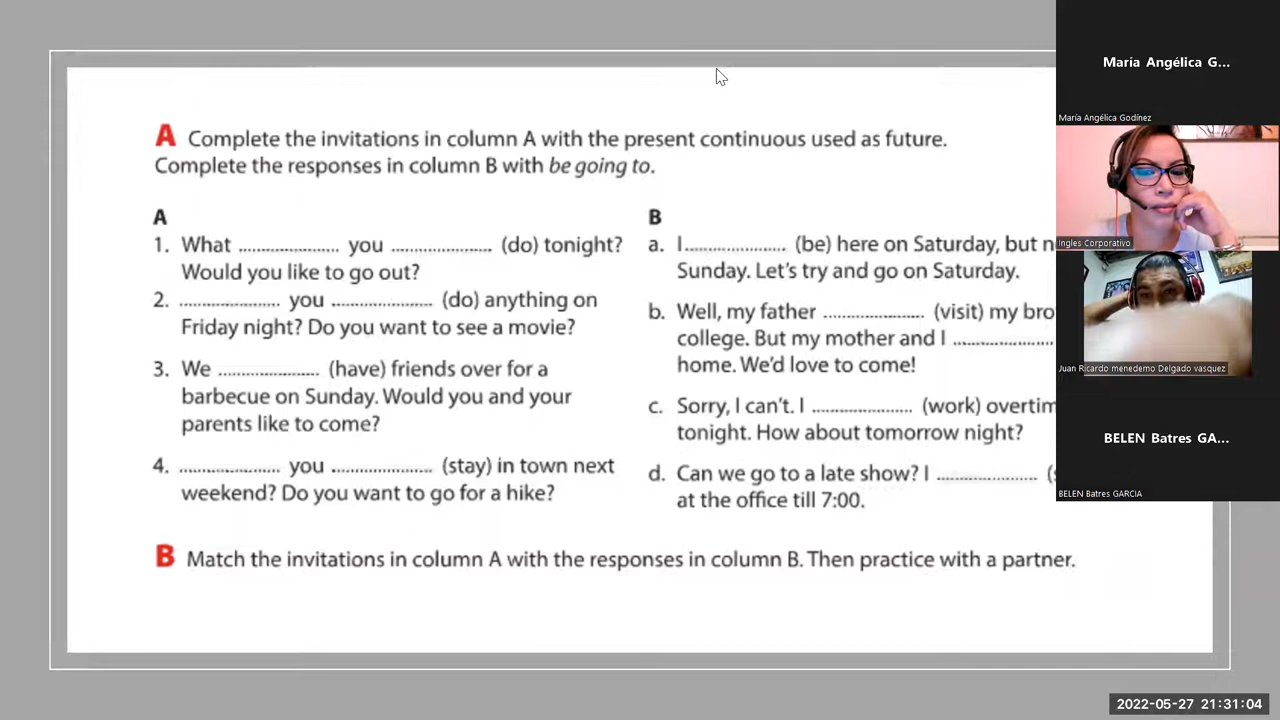 A Complete the invitations in column A with the present continuous used as future.
Complete the responses in column B with be going to.
A
1. What .................... you .................... (do) tonight?
Would you like to go out?
2. .................... you .................... (do) anything on
Friday night? Do you want to see a movie?
3. We .................... (have) friends over for a
barbecue on Sunday. Would you and your
parents like to come?
4. .................... you .................... (stay) in town next
weekend? Do you want to go for a hike?
B
a. I.................... (be) here on Saturday, but n
Sunday. Let's try and go on Saturday.
b. Well, my father .................... (visit) my bro
college. But my mother and I ....................
home. We'd love to come!
c. Sorry, I can't. I .................... (work) overtim
tonight. How about tomorrow night?
d. Can we go to a late show? I .................... (
at the office till 7:00.
B Match the invitations in column A with the responses in column B. Then practice with a partner.
María Angélica G...
María Angélica Godínez
Ingles Corporativo
Juan Ricardo menedemo Delgado vasquez
BELEN Batres GA...
BELEN Batres GARCIA
2022-05-27 21:31:04